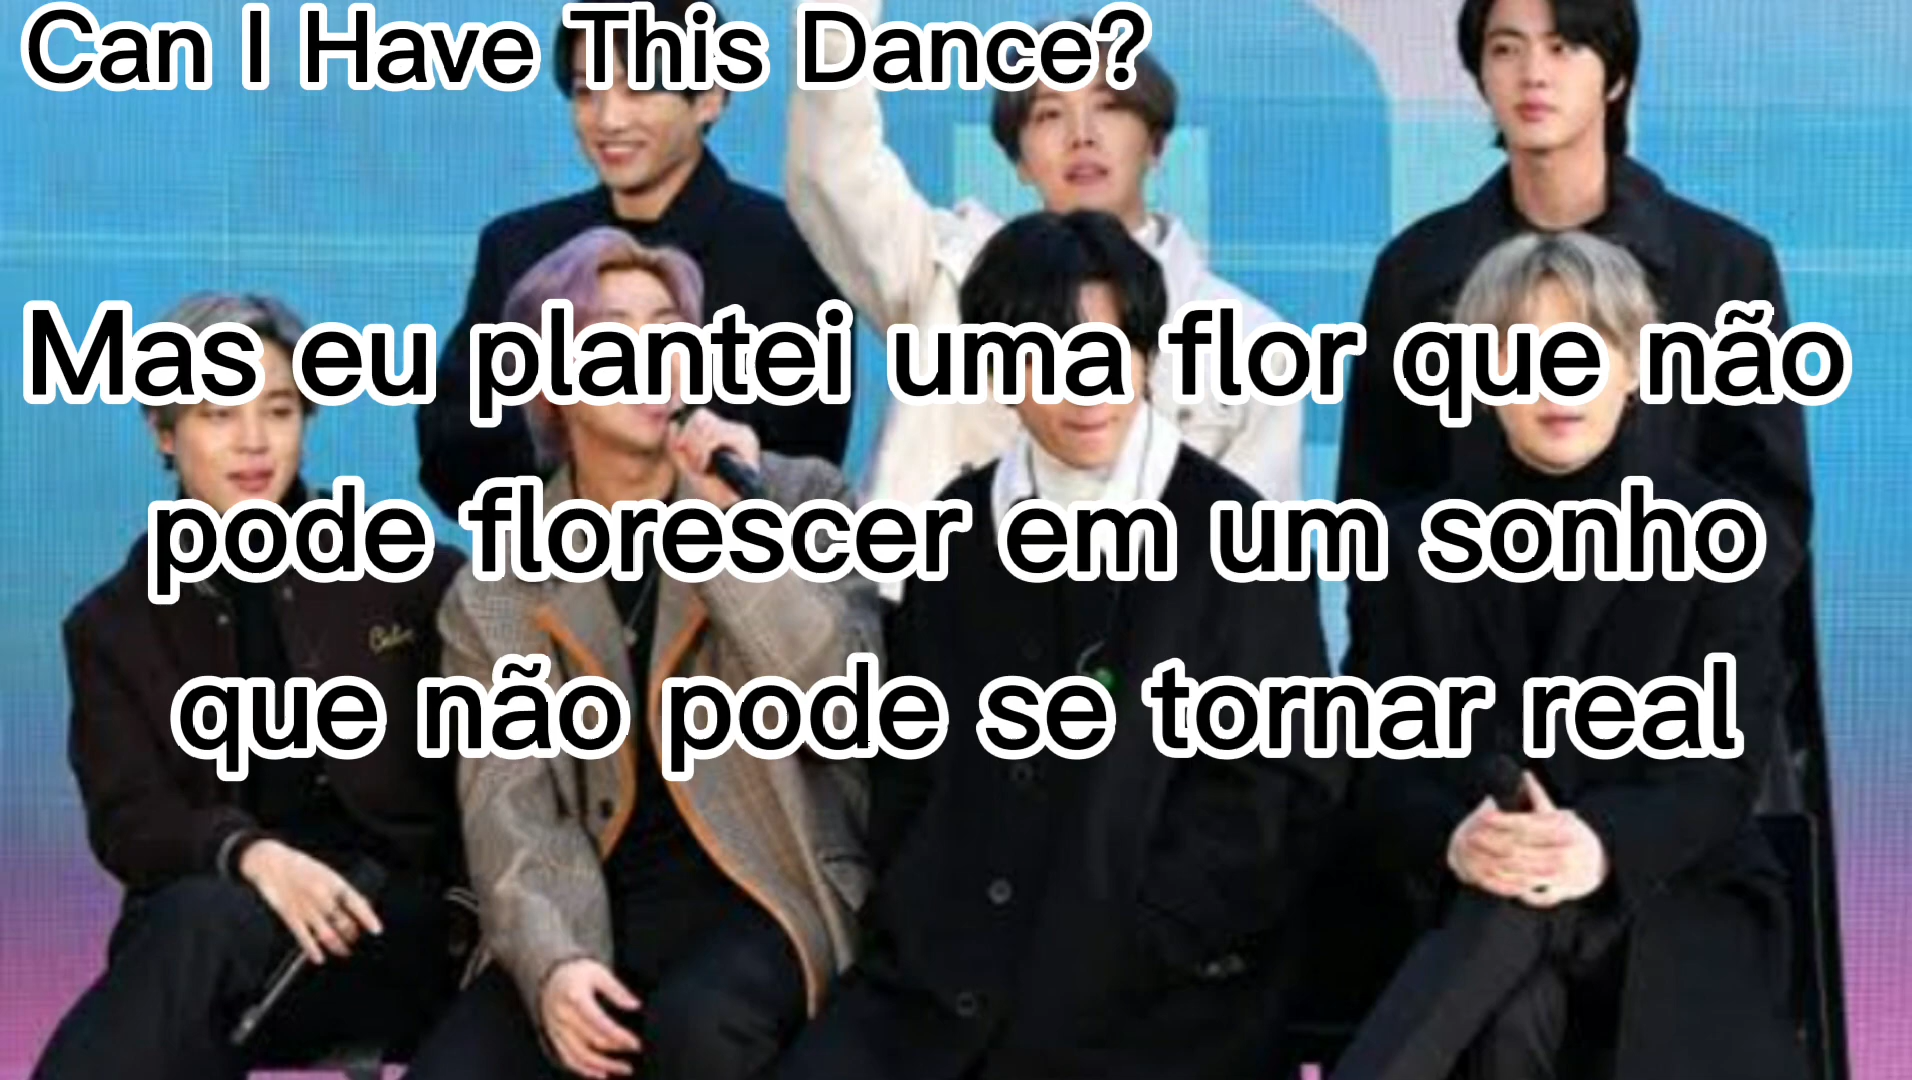 Can I Have This Dance?
Mas eu plantei uma flor que não
pode florescer em um sonho
que não pode se tornar real